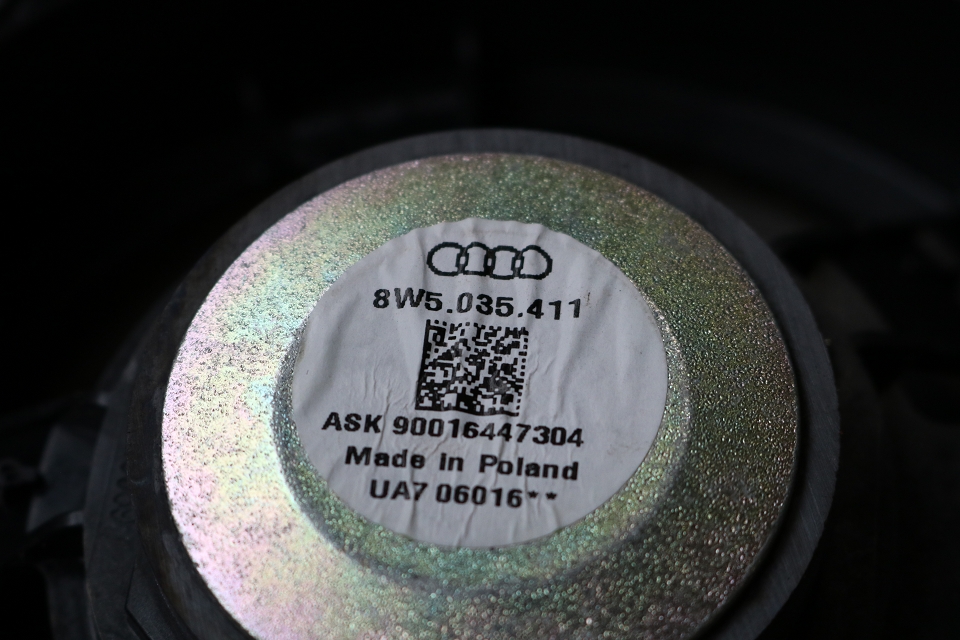 8W5.035.411
ASK 90016447304
Made in Poland
UA7 06016**